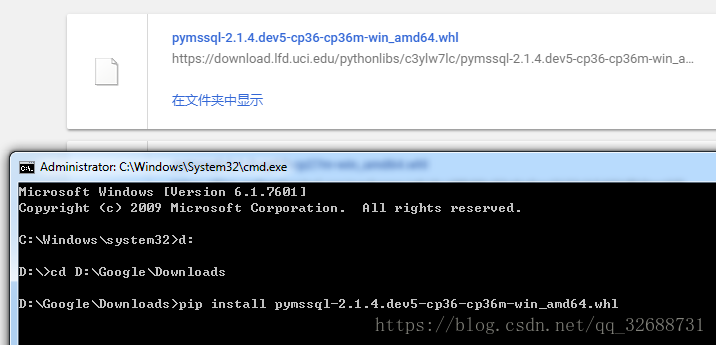 pymssql-2.1.4.dev5-cp36-cp36m-win_amd64.whl
https://download.lfd.uci.edu/pythonlibs/c3ylw7lc/pymssql-2.1.4.dev5-cp36-cp36m-win_a...
在文件夹中显示
Administrator: C:\Windows\System32\cmd.exe
Microsoft Windows [Version 6.1.7601]
Copyright (c) 2009 Microsoft Corporation.  All rights reserved.
C:\Windows\system32>d:
D:\>cd D:\Google\Downloads
D:\Google\Downloads>pip install pymssql-2.1.4.dev5-cp36-cp36m-win_amd64.whl
https://blog.csdn.net/qq_32688731